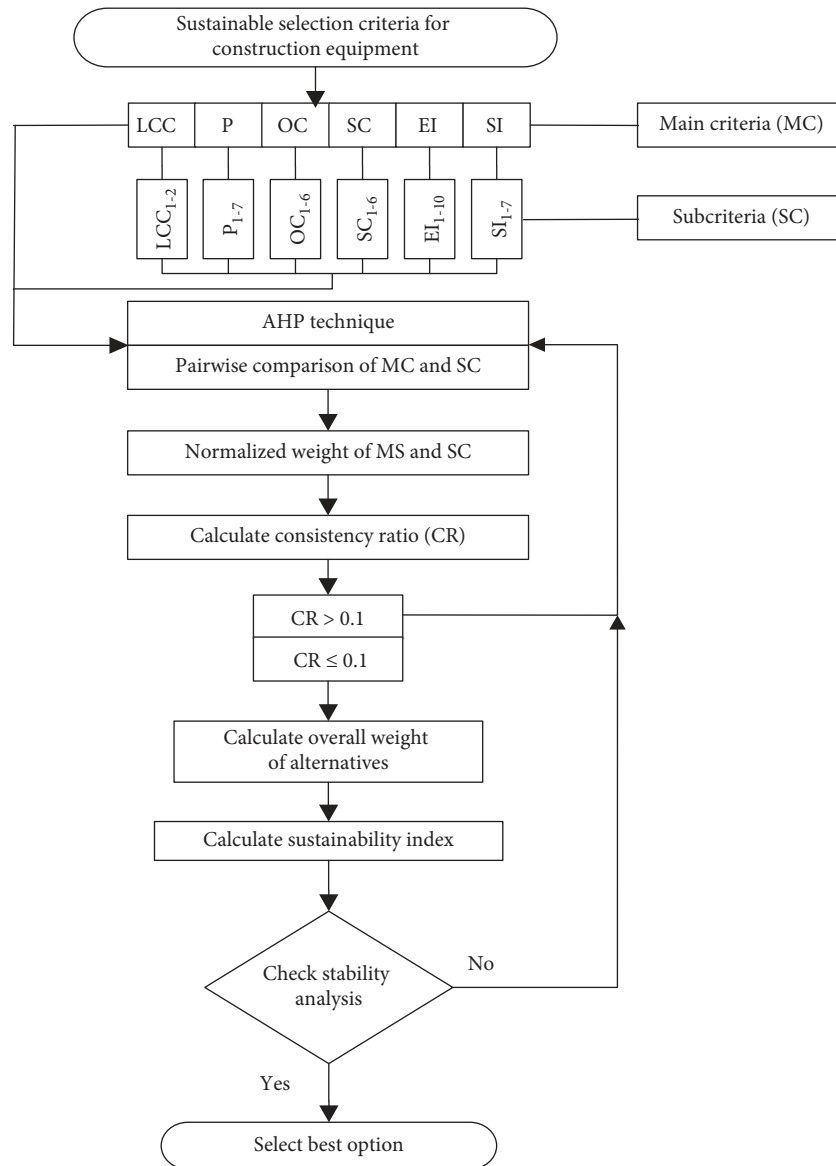 Sustainable selection criteria for
construction equipment
LCC P OC SC EI SI
Main criteria (MC)
LCC1-2 P1-7 OC1-6 SC1-6 EI1-10 SI1-7
Subcriteria (SC)
AHP technique
Pairwise comparison of MC and SC
Normalized weight of MS and SC
Calculate consistency ratio (CR)
CR > 0.1
CR ≤ 0.1
Calculate overall weight
of alternatives
Calculate sustainability index
Check stability
analysis
No
Yes
Select best option